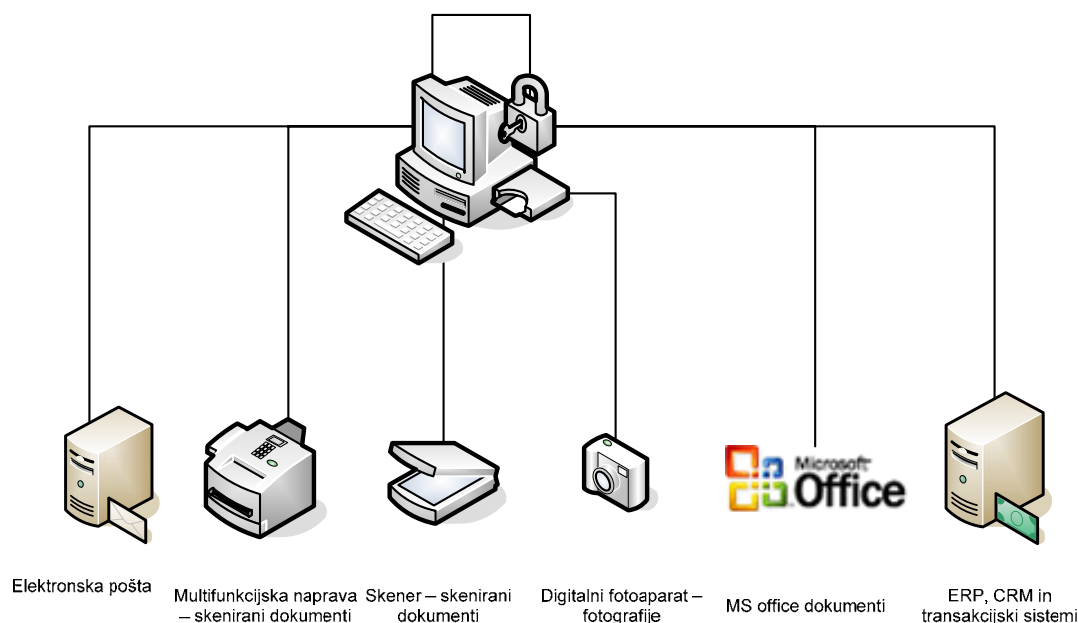 Microsoft
Office
Elektronska pošta
Multifunkcijska naprava
– skenirani dokumenti
Skener – skenirani
dokumenti
Digitalni fotoaparat –
fotografije
MS office dokumenti
ERP, CRM in
transakcijski sistemi